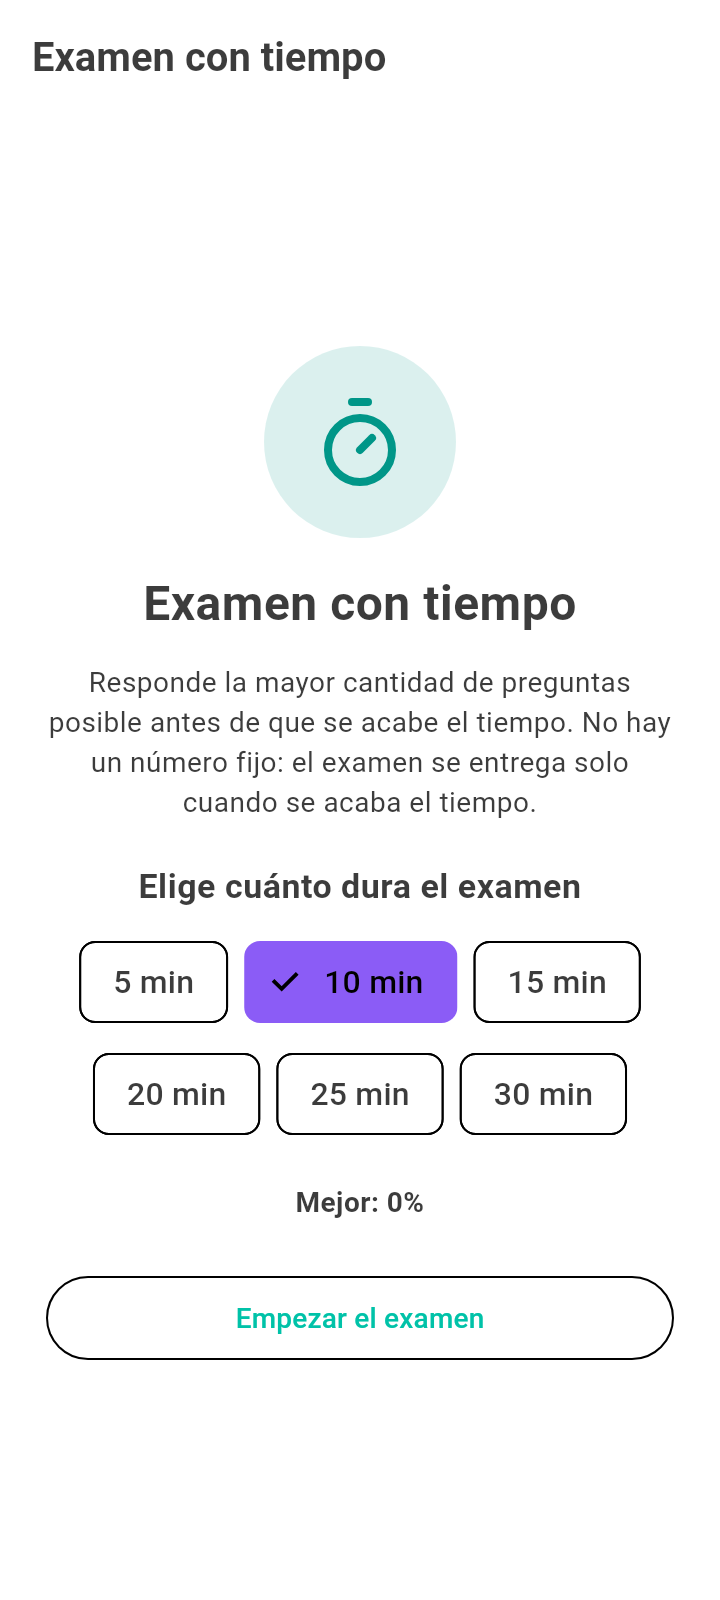 Examen con tiempo
Examen con tiempo
Responde la mayor cantidad de preguntas
posible antes de que se acabe el tiempo. No hay
un número fijo: el examen se entrega solo
cuando se acaba el tiempo.
Elige cuánto dura el examen
5 min
10 min
15 min
20 min
25 min
30 min
Mejor: 0%
Empezar el examen